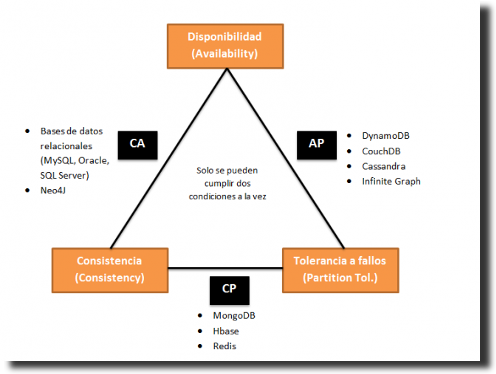 Disponibilidad
(Availability)
CA
• Bases de datos
relacionales
(MySQL, Oracle,
SQL Server)
• Neo4J
AP
• DynamoDB
• CouchDB
• Cassandra
• Infinite Graph
Solo se pueden
cumplir dos
condiciones a la vez
Consistencia
(Consistency)
Tolerancia a fallos
(Partition Tol.)
CP
• MongoDB
• Hbase
• Redis